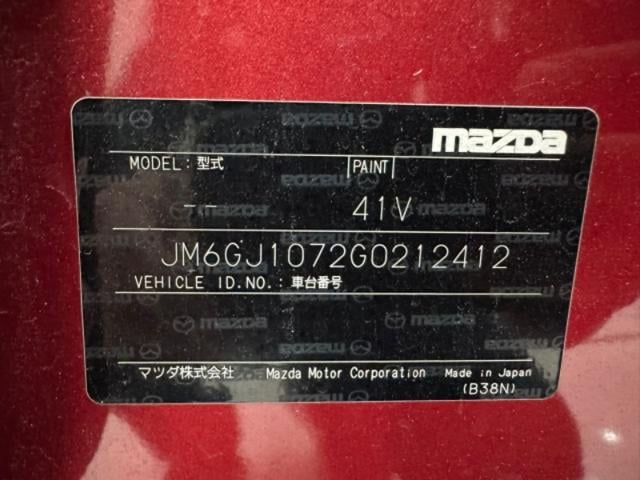 mazda
MODEL: 型式 PAINT
-- 41V
JM6GJ1072G0212412
VEHICLE ID.NO.: 車台番号
マツダ株式会社 Mazda Motor Corporation Made in Japan
(B38N)